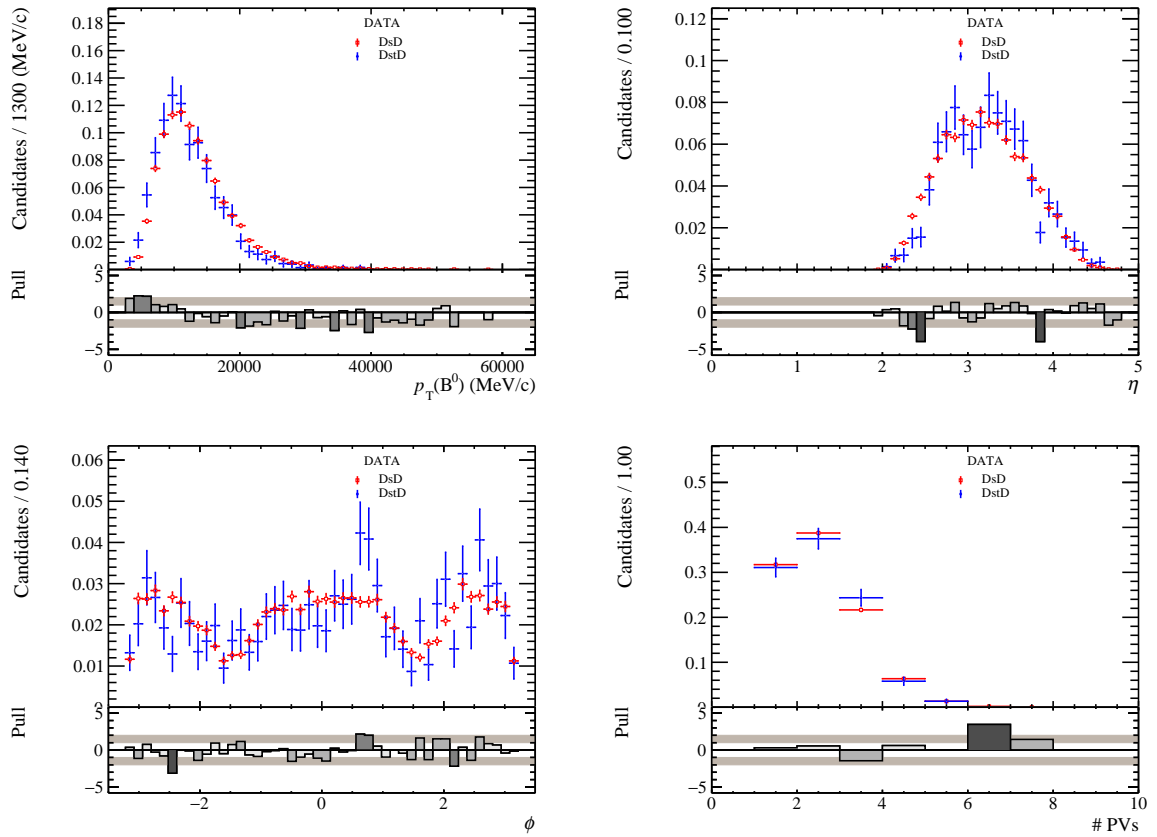 Candidates / 1300 (MeV/c)
0.18
0.16
0.14
0.12
0.1
0.08
0.06
0.04
0.02
DATA
DsD
DstD
Pull
5
0
−5
0
20000
40000
60000
p_T(B⁰) (MeV/c)
Candidates / 0.100
0.12
0.1
0.08
0.06
0.04
0.02
DATA
DsD
DstD
Pull
5
0
−5
0
1
2
3
4
5
η
Candidates / 0.140
0.06
0.05
0.04
0.03
0.02
0.01
DATA
DsD
DstD
Pull
5
0
−5
−2
0
2
ϕ
Candidates / 1.00
0.5
0.4
0.3
0.2
0.1
DATA
DsD
DstD
Pull
5
0
−5
0
2
4
6
8
10
# PVs